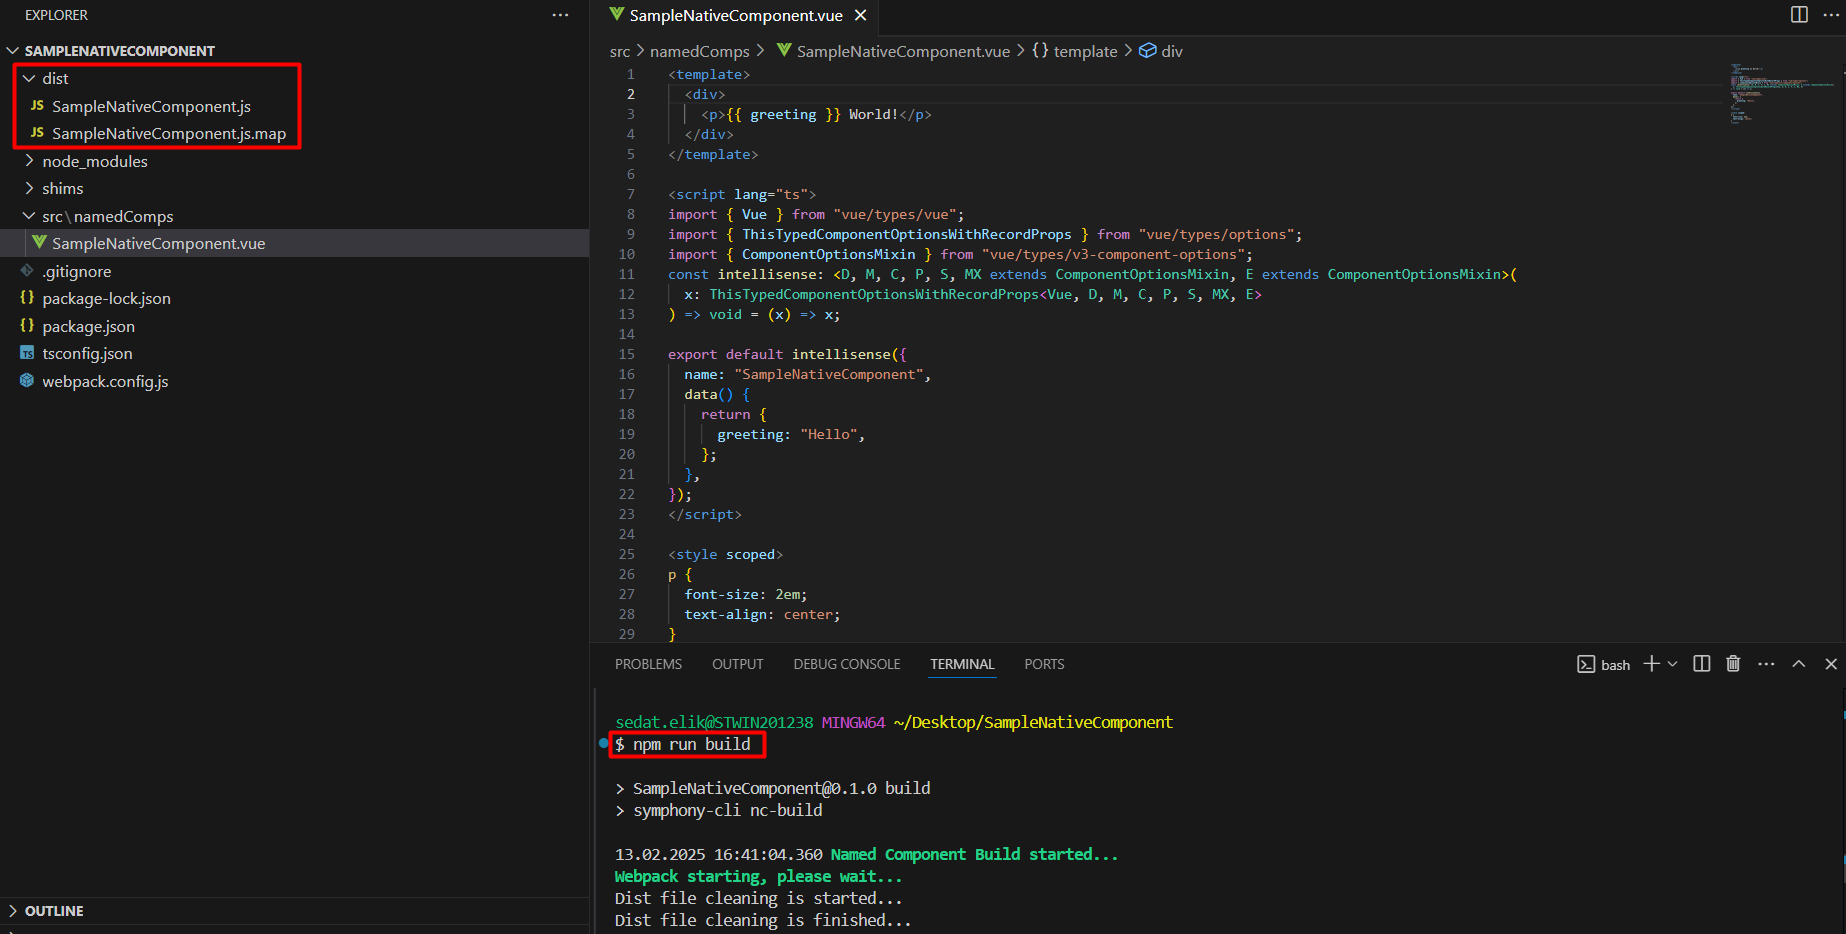 EXPLORER
SAMPLENATIVECOMPONENT
dist
JS SampleNativeComponent.js
JS SampleNativeComponent.js.map
node_modules
shims
src\namedComps
SampleNativeComponent.vue
.gitignore
{} package-lock.json
{} package.json
TS tsconfig.json
webpack.config.js
OUTLINE
SampleNativeComponent.vue
src > namedComps > SampleNativeComponent.vue > {} template > div
1 <template>
2 <div>
3 <p>{{ greeting }} World!</p>
4 </div>
5 </template>
6
7 <script lang="ts">
8 import { Vue } from "vue/types/vue";
9 import { ThisTypedComponentOptionsWithRecordProps } from "vue/types/options";
10 import { ComponentOptionsMixin } from "vue/types/v3-component-options";
11 const intellisense: <D, M, C, P, S, MX extends ComponentOptionsMixin, E extends ComponentOptionsMixin>(
12 x: ThisTypedComponentOptionsWithRecordProps<Vue, D, M, C, P, S, MX, E>
13 ) => void = (x) => x;
14
15 export default intellisense({
16 name: "SampleNativeComponent",
17 data() {
18 return {
19 greeting: "Hello",
20 };
21 },
22 });
23 </script>
24
25 <style scoped>
26 p {
27 font-size: 2em;
28 text-align: center;
29 }
PROBLEMS OUTPUT DEBUG CONSOLE TERMINAL PORTS
bash
sedat.elik@STWIN201238 MINGW64 ~/Desktop/SampleNativeComponent
$ npm run build
> SampleNativeComponent@0.1.0 build
> symphony-cli nc-build
13.02.2025 16:41:04.360 Named Component Build started...
Webpack starting, please wait...
Dist file cleaning is started...
Dist file cleaning is finished...